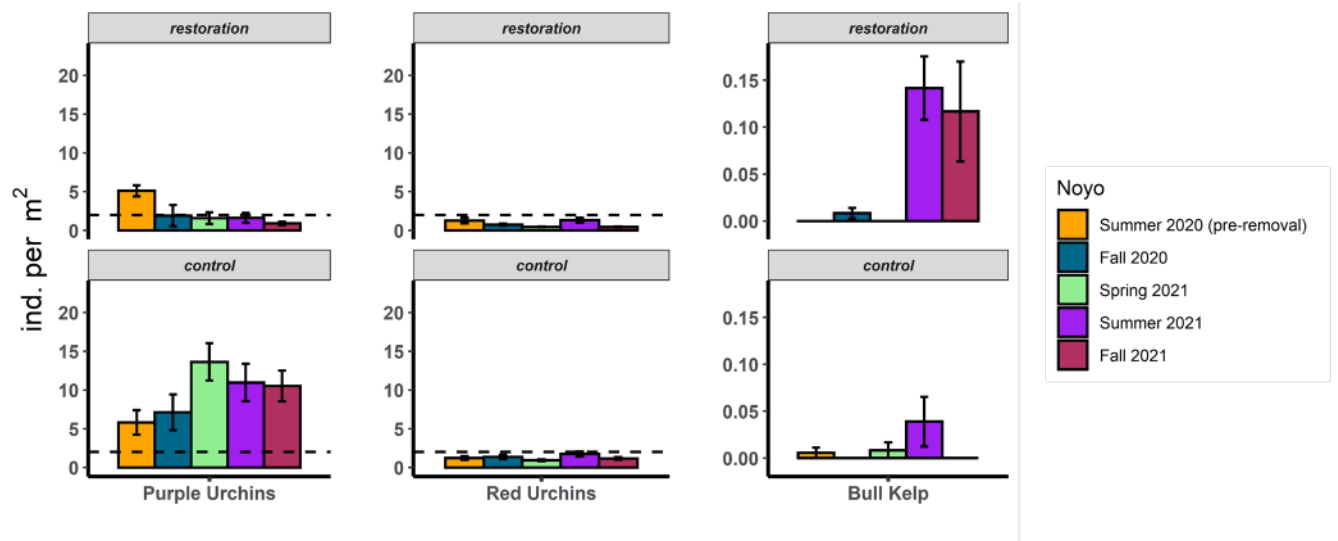 restoration
restoration
restoration
20
15
10
5
0
20
15
10
5
0
0.15
0.10
0.05
0.00
ind. per m²
control
control
control
20
15
10
5
0
20
15
10
5
0
0.15
0.10
0.05
0.00
Purple Urchins
Red Urchins
Bull Kelp
Noyo
Summer 2020 (pre-removal)
Fall 2020
Spring 2021
Summer 2021
Fall 2021